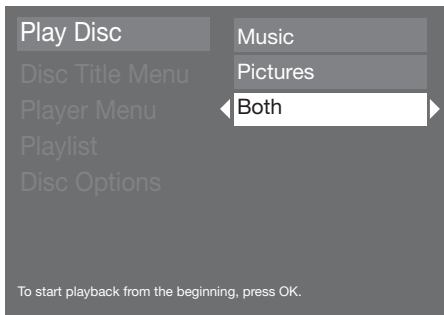 Play Disc
Disc Title Menu
Player Menu
Playlist
Disc Options
Music
Pictures
Both
To start playback from the beginning, press OK.